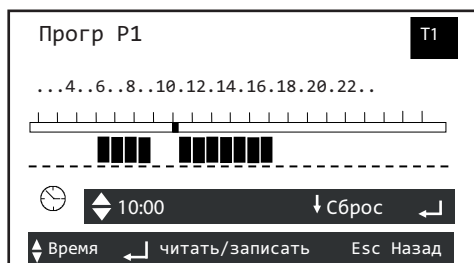 Прогр P1 T1
...4..6..8..10.12.14.16.18.20.22..
10:00 Сброс
Время читать/записать Esc Назад